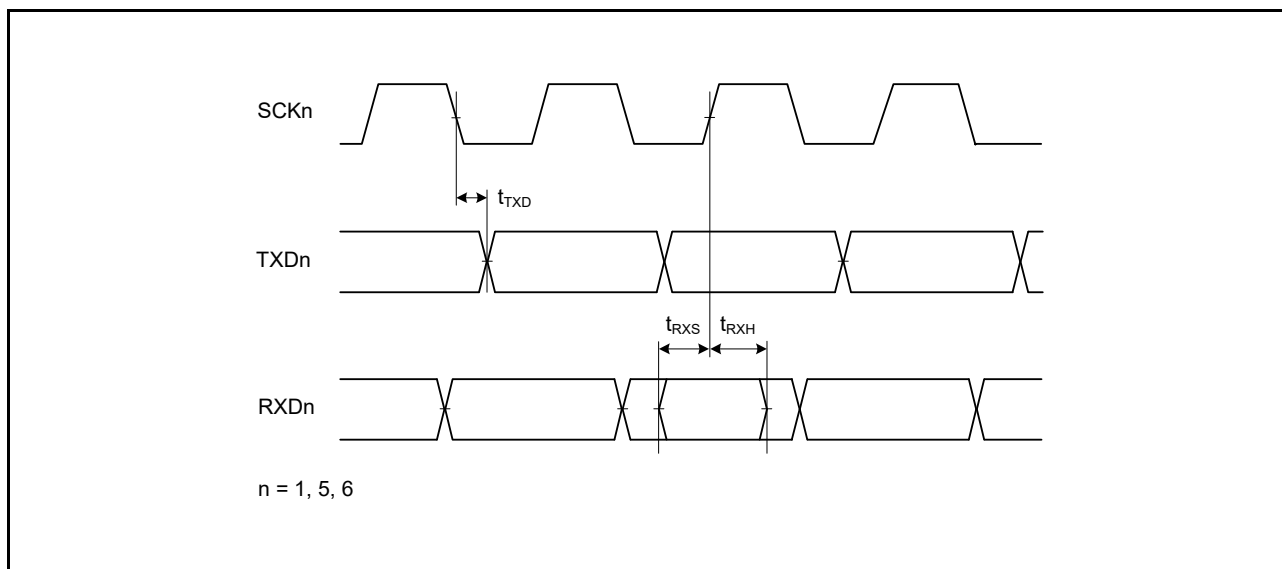 SCKn
tTXD
TXDn
tRXS tRXH
RXDn
n = 1, 5, 6